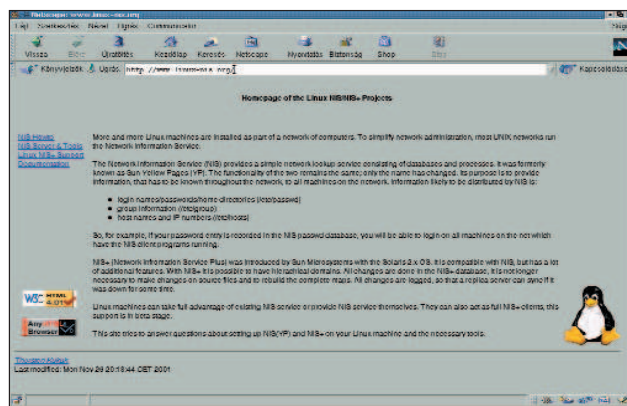 Netscape: www.linux-nis.org
Fájl Szerkesztés Nézet Ugrás Communicator Súgó
Vissza Előre Újratöltés Kezdőlap Keresés Netscape Nyomtatás Biztonság Shop Stop
Könyvjelzők Ugrás: http://www.linux-nis.org/ Kapcsolódása
Homepage of the Linux NIS/NIS+ Projects
NIS Howto
NIS Server & Tools
Linux NIS+ Support
Documentation
More and more Linux machines are installed as part of a network of computers. To simplify network administration, most UNIX networks run
the Network Information Service.
The Network Information Service (NIS) provides a simple network lookup service consisting of databases and processes. It was formerly
known as Sun Yellow Pages (YP). The functionality of the two remains the same; only the name has changed. Its purpose is to provide
information, that has to be known throughout the network, to all machines on the network. Information likely to be distributed by NIS is:
login names/passwords/home directories (/etc/passwd)
group information (/etc/group)
host names and IP numbers (/etc/hosts)
So, for example, if your password entry is recorded in the NIS passwd database, you will be able to login on all machines on the net which
have the NIS client programs running.
NIS+ (Network Information Service Plus) was introduced by Sun Microsystems with the Solaris 2.x OS. It is compatible with NIS, but has a lot
of additional features. With NIS+ it is possible to have hierachical domains. All changes are done in the NIS+ database, it is not longer
necessary to make changes on source files and to rebuild the complete maps. All changes are logged, so that a replica server can sync if it
was down for some time.
Linux machines can take full advantage of existing NIS service or provide NIS service themselves. They can also act as full NIS+ clients, this
support is in beta stage.
This site tries to answer questions about setting up NIS(YP) and NIS+ on your Linux machine and the necessary tools.
W3C HTML 4.01
Any Browser
Thorsten Kukuk
Last modified: Mon Nov 26 20:13:44 CET 2001